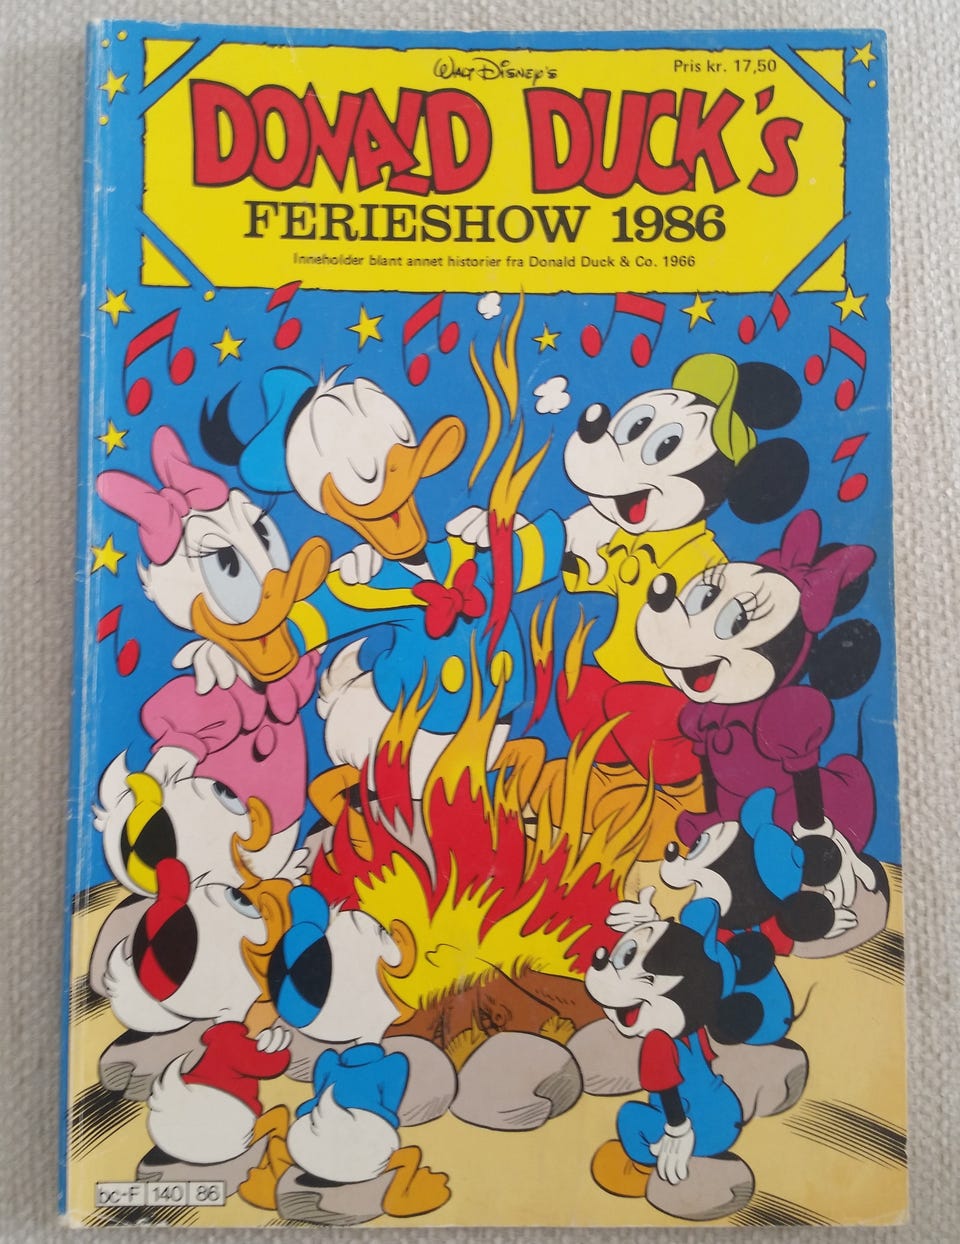 Walt Disney's
Pris kr. 17,50
DONALD DUCK's
FERIESHOW 1986
Inneholder blant annet historier fra Donald Duck & Co. 1966
bc-F 140 86